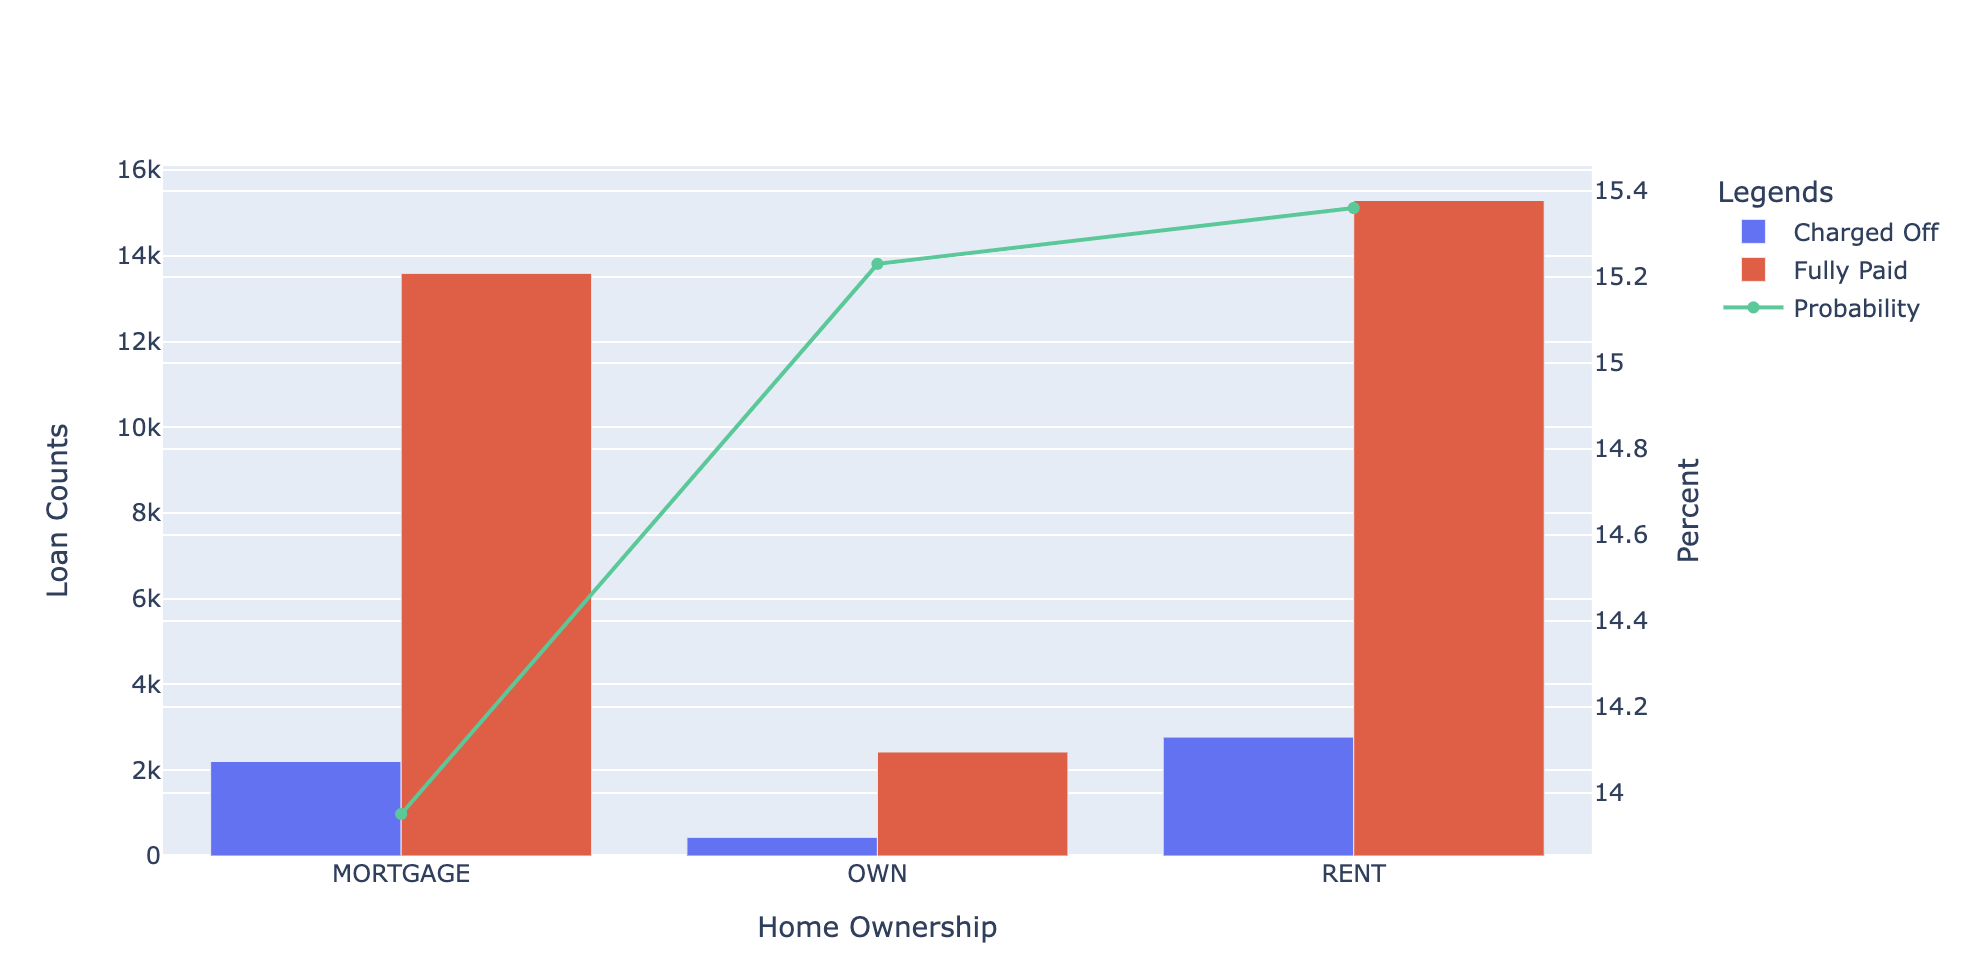 16k
14k
12k
10k
8k
6k
4k
2k
0
Loan Counts
MORTGAGE
OWN
RENT
Home Ownership
15.4
15.2
15
14.8
14.6
14.4
14.2
14
Percent
Legends
Charged Off
Fully Paid
Probability